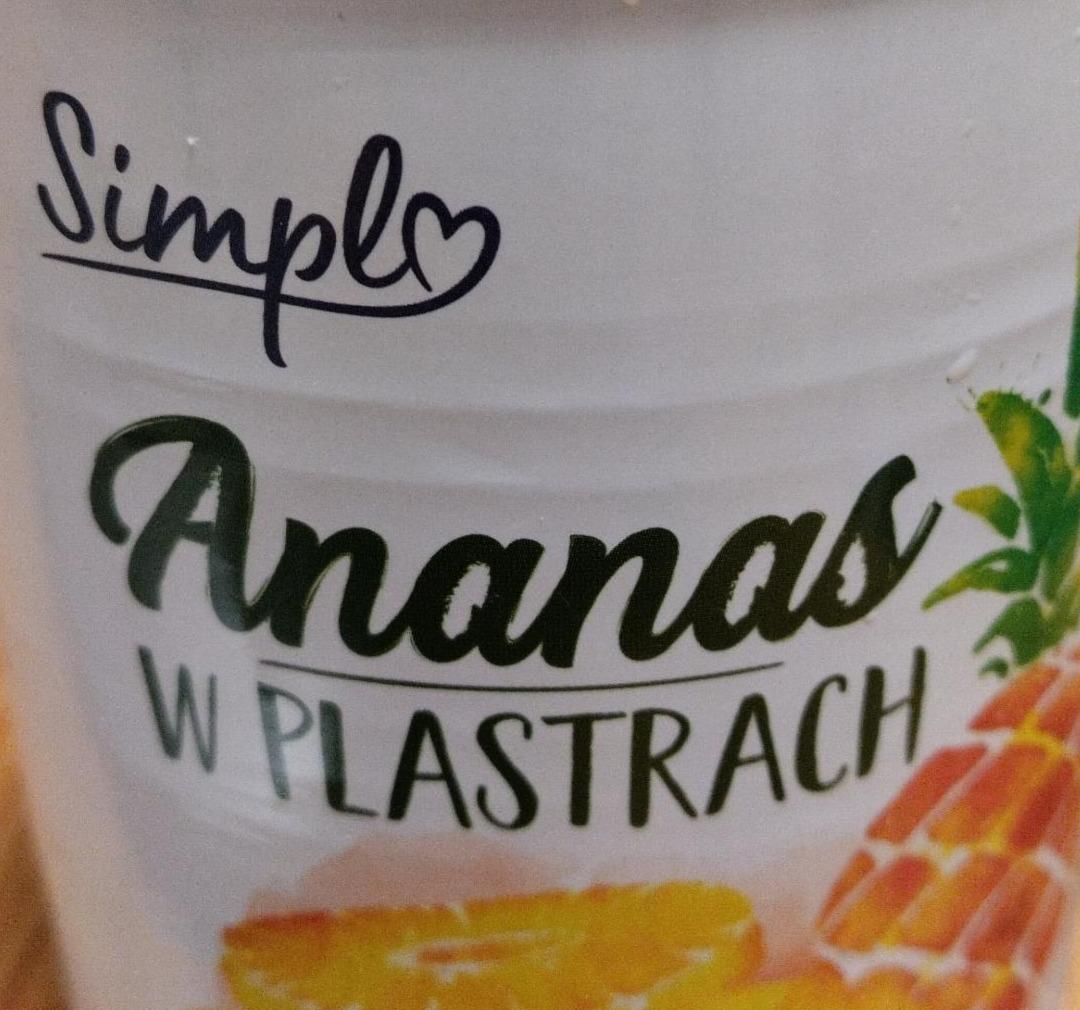 Simpl
Ananas
W PLASTRACH